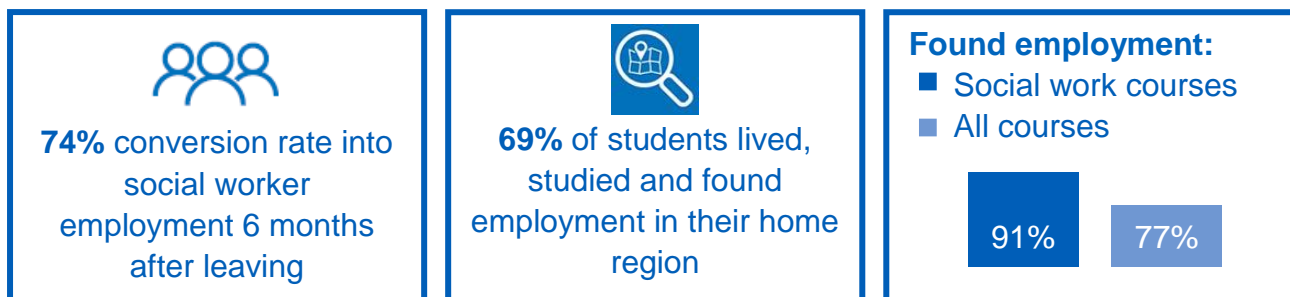 74% conversion rate into
social worker
employment 6 months
after leaving
69% of students lived,
studied and found
employment in their home
region
Found employment:
Social work courses
All courses
91%
77%